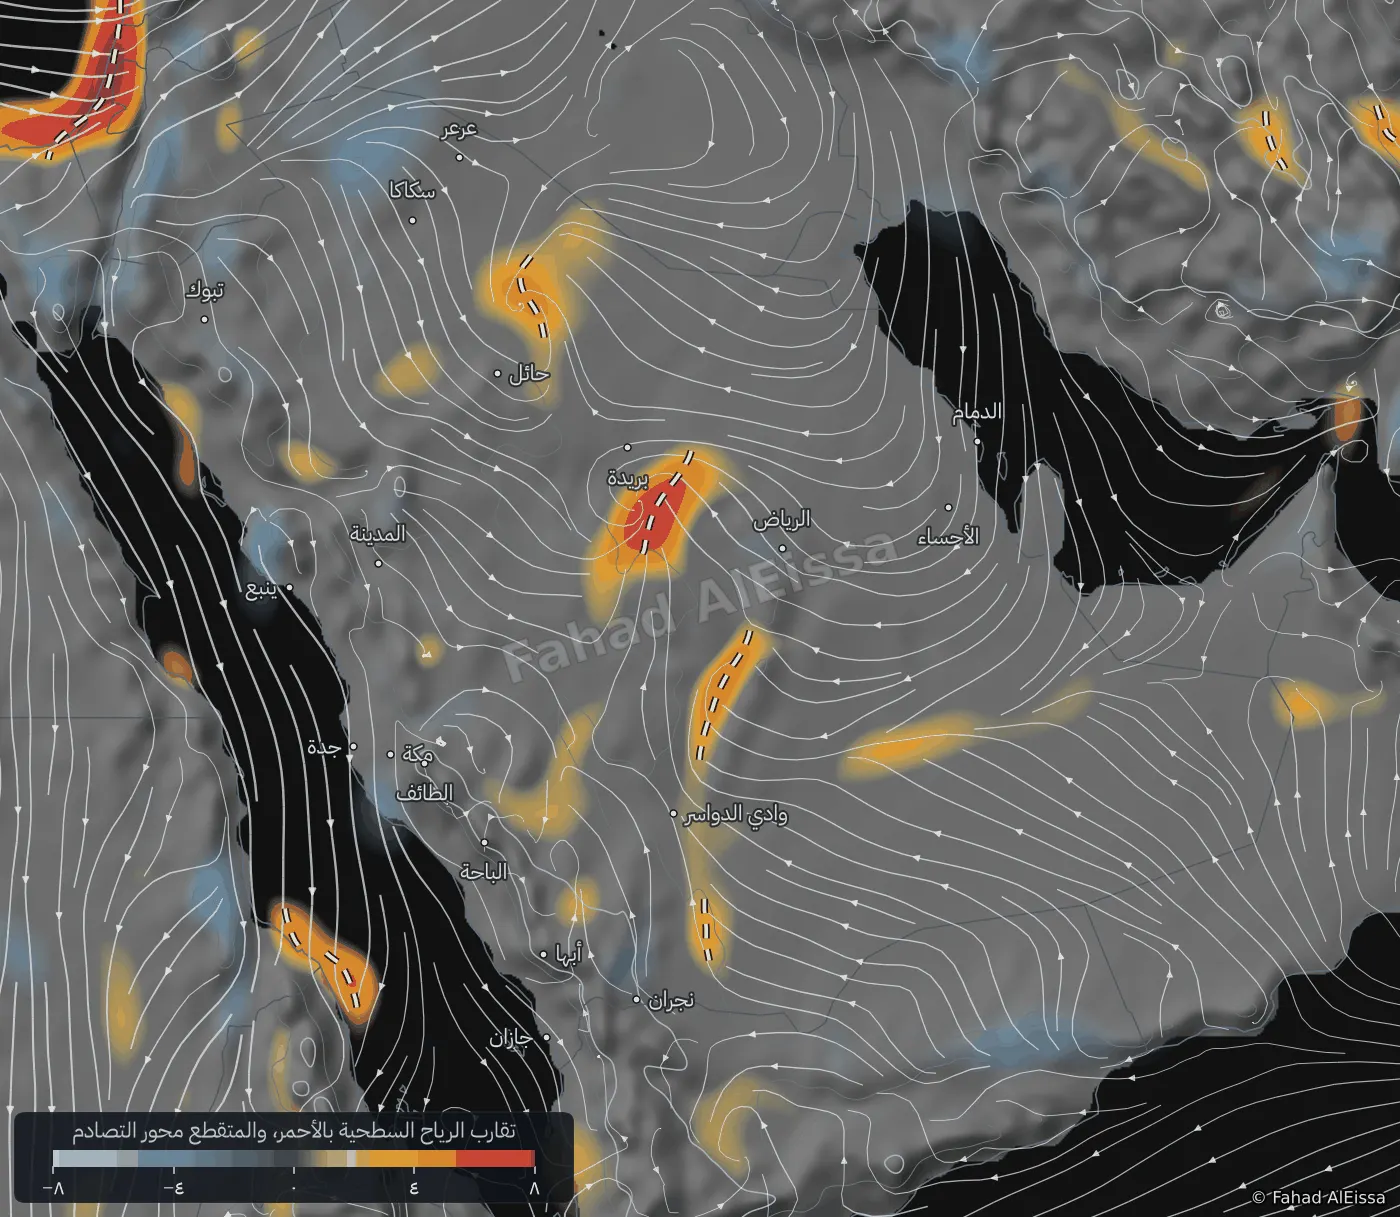 عرعر
سكاكا
تبوك
حائل
الدمام
بريدة
الرياض
الأحساء
المدينة
ينبع
Fahad AlEissa
جدة
مكة
الطائف
وادي الدواسر
الباحة
أبها
نجران
جازان
تقارب الرياح السطحية بالأحمر، والمتقطع محور التصادم
−٨ −٤ ٠ ٤ ٨
© Fahad AlEissa